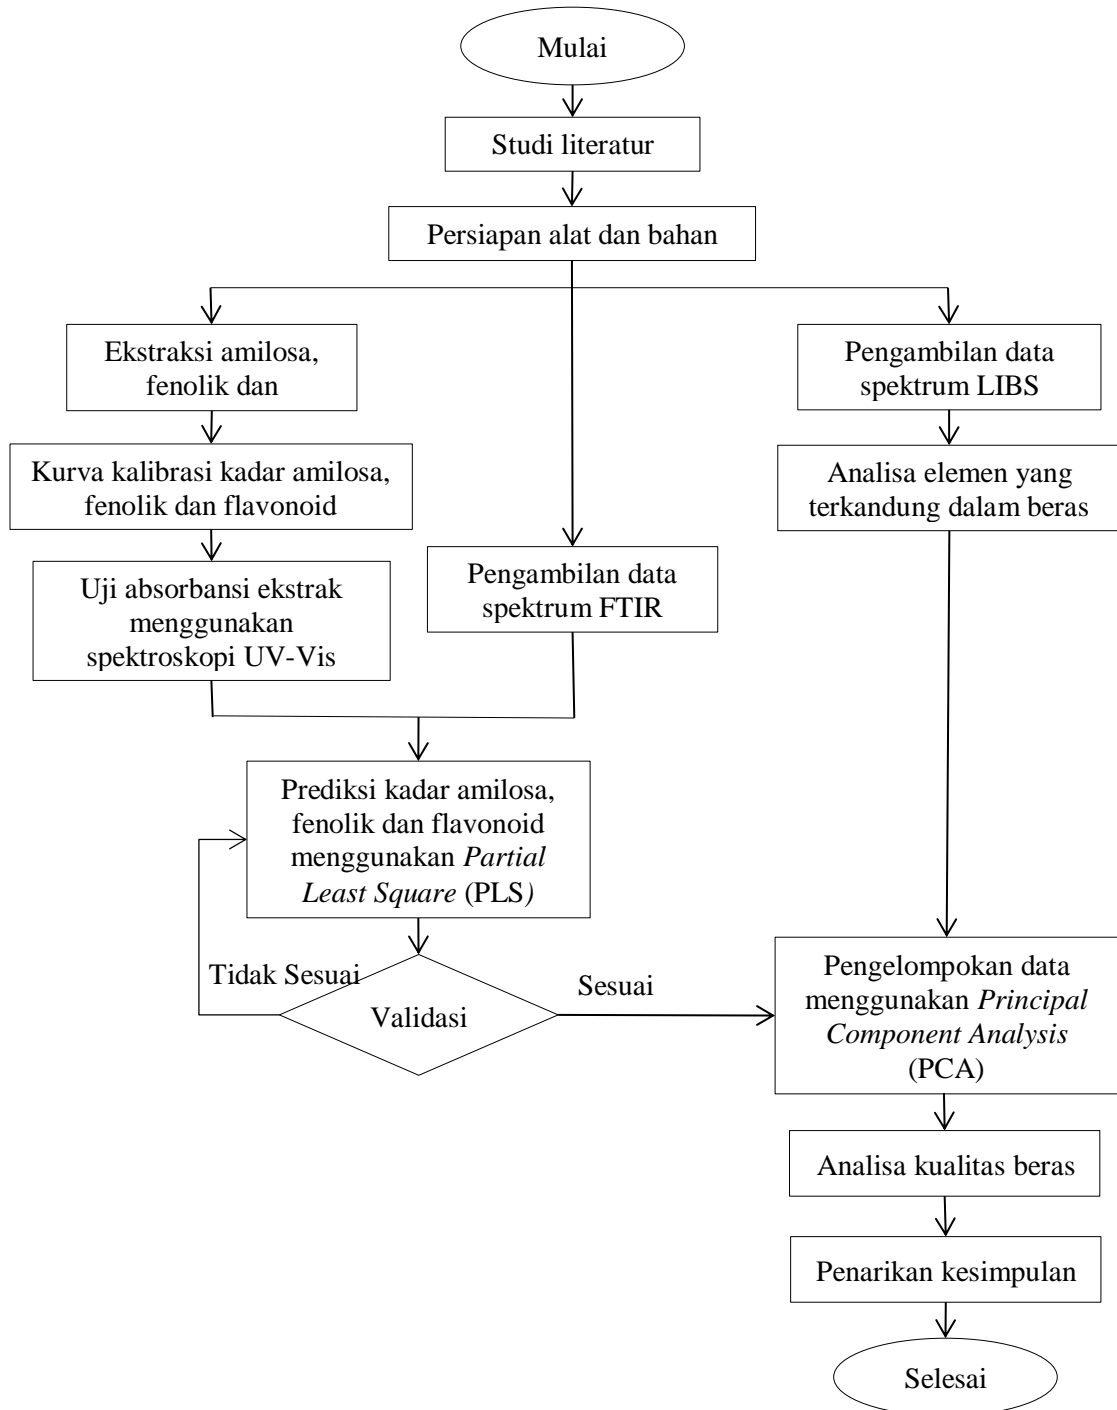 Mulai
Studi literatur
Persiapan alat dan bahan
Ekstraksi amilosa,
fenolik dan
Kurva kalibrasi kadar amilosa,
fenolik dan flavonoid
Uji absorbansi ekstrak
menggunakan
spektroskopi UV-Vis
Pengambilan data
spektrum FTIR
Pengambilan data
spektrum LIBS
Analisa elemen yang
terkandung dalam beras
Prediksi kadar amilosa,
fenolik dan flavonoid
menggunakan Partial
Least Square (PLS)
Tidak Sesuai
Validasi
Sesuai
Pengelompokan data
menggunakan Principal
Component Analysis
(PCA)
Analisa kualitas beras
Penarikan kesimpulan
Selesai